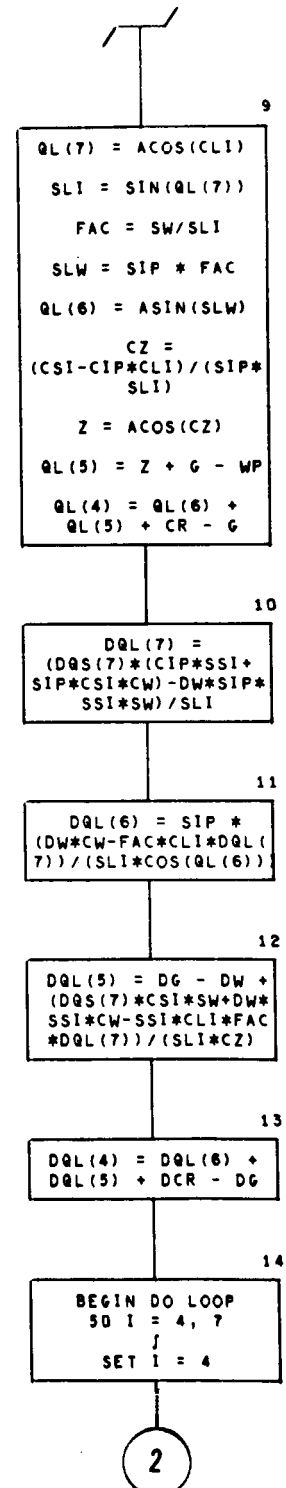 9
QL(7) = ACOS(CLI)
SLI = SIN(QL(7))
FAC = SW/SLI
SLW = SIP * FAC
QL(6) = ASIN(SLW)
CZ =
(CSI-CIP*CLI)/(SIP*
SLI)
Z = ACOS(CZ)
QL(5) = Z + G - WP
QL(4) = QL(6) +
QL(5) + CR - G
10
DQL(7) =
(DQS(7)*(CIP*SSI+
SIP*CSI*CW)-DW*SIP*
SSI*SW)/SLI
11
DQL(6) = SIP *
(DW*CW-FAC*CLI*DQL(
7))/(SLI*COS(QL(6))
12
DQL(5) = DG - DW +
(DQS(7)*CSI*SW+DW*
SSI*CW-SSI*CLI*FAC
*DQL(7))/(SLI*CZ)
13
DQL(4) = DQL(6) +
DQL(5) + DCR - DG
14
BEGIN DO LOOP
50 I = 4, 7
SET I = 4
2